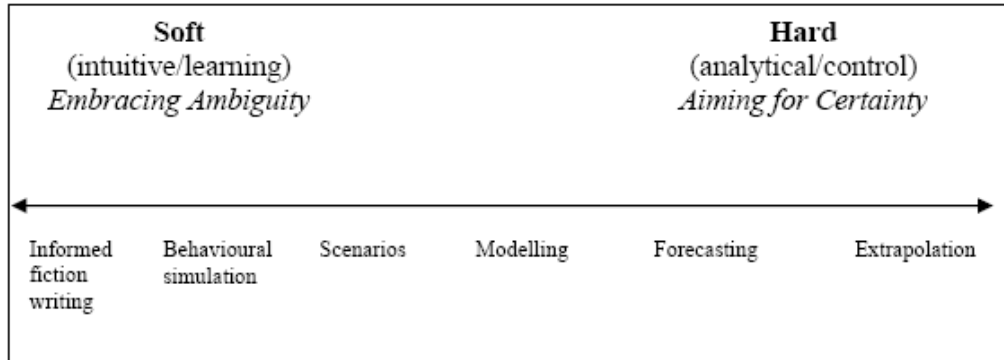 Soft
(intuitive/learning)
Embracing Ambiguity
Hard
(analytical/control)
Aiming for Certainty
Informed
fiction
writing
Behavioural
simulation
Scenarios
Modelling
Forecasting
Extrapolation